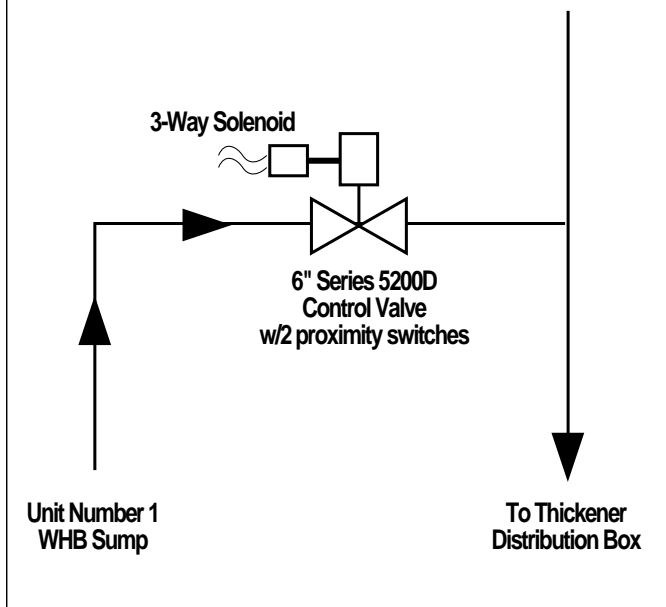 3-Way Solenoid
6" Series 5200D
Control Valve
w/2 proximity switches
Unit Number 1
WHB Sump
To Thickener
Distribution Box